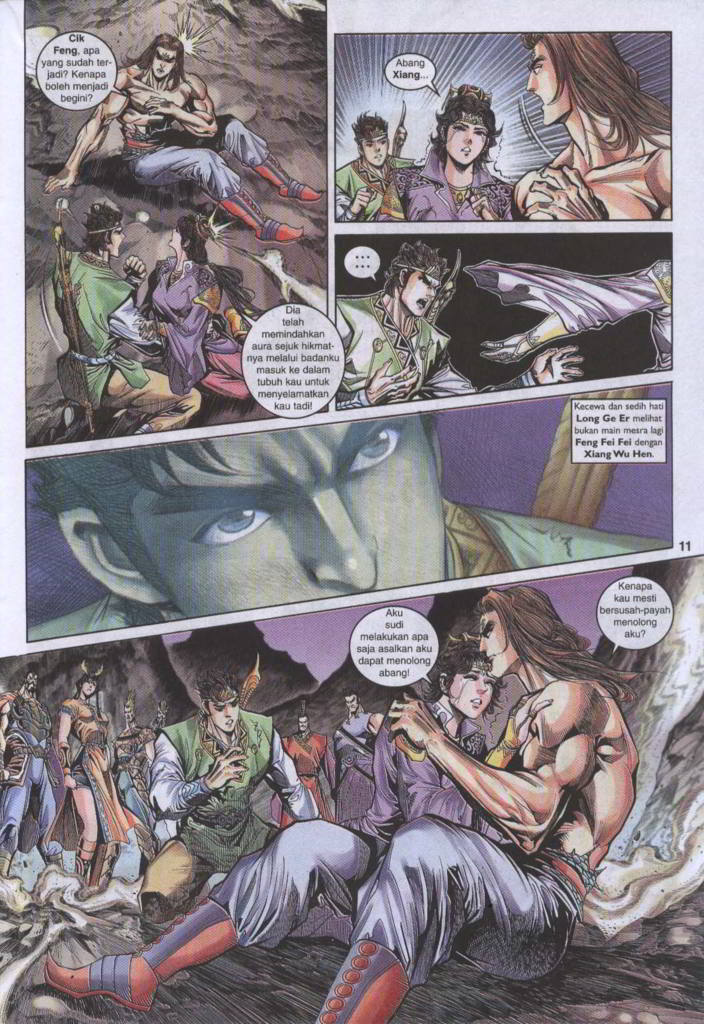 Cik
Feng, apa
yang sudah ter-
jadi? Kenapa
boleh menjadi
begini?
Dia
telah
memindahkan
aura sejuk hikmat-
nya melalui badanku
masuk ke dalam
tubuh kau untuk
menyelamatkan
kau tadi!
Abang
Xiang...
...
...
Kecewa dan sedih hati
Long Ge Er melihat
bukan main mesra lagi
Feng Fei Fei dengan
Xiang Wu Hen.
11
Aku
sudi
melakukan apa
saja asalkan aku
dapat menolong
abang!
Kenapa
kau mesti
bersusah-payah
menolong
aku?